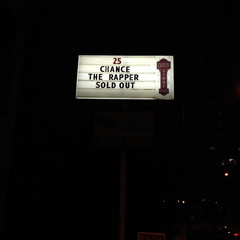 25
CHANCE
THE RAPPER
SOLD OUT